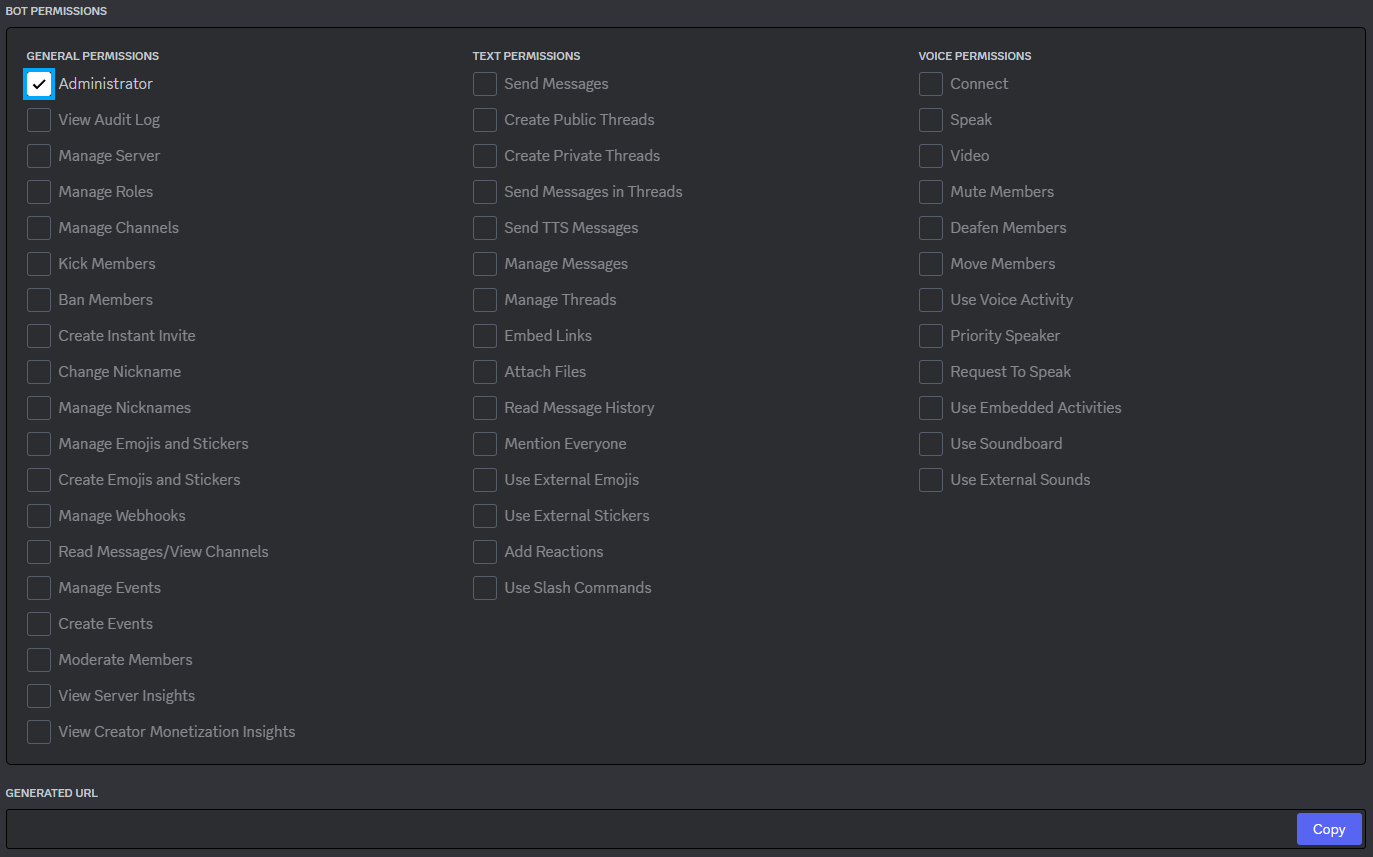 BOT PERMISSIONS
GENERAL PERMISSIONS
Administrator
View Audit Log
Manage Server
Manage Roles
Manage Channels
Kick Members
Ban Members
Create Instant Invite
Change Nickname
Manage Nicknames
Manage Emojis and Stickers
Create Emojis and Stickers
Manage Webhooks
Read Messages/View Channels
Manage Events
Create Events
Moderate Members
View Server Insights
View Creator Monetization Insights
TEXT PERMISSIONS
Send Messages
Create Public Threads
Create Private Threads
Send Messages in Threads
Send TTS Messages
Manage Messages
Manage Threads
Embed Links
Attach Files
Read Message History
Mention Everyone
Use External Emojis
Use External Stickers
Add Reactions
Use Slash Commands
VOICE PERMISSIONS
Connect
Speak
Video
Mute Members
Deafen Members
Move Members
Use Voice Activity
Priority Speaker
Request To Speak
Use Embedded Activities
Use Soundboard
Use External Sounds
GENERATED URL
Copy